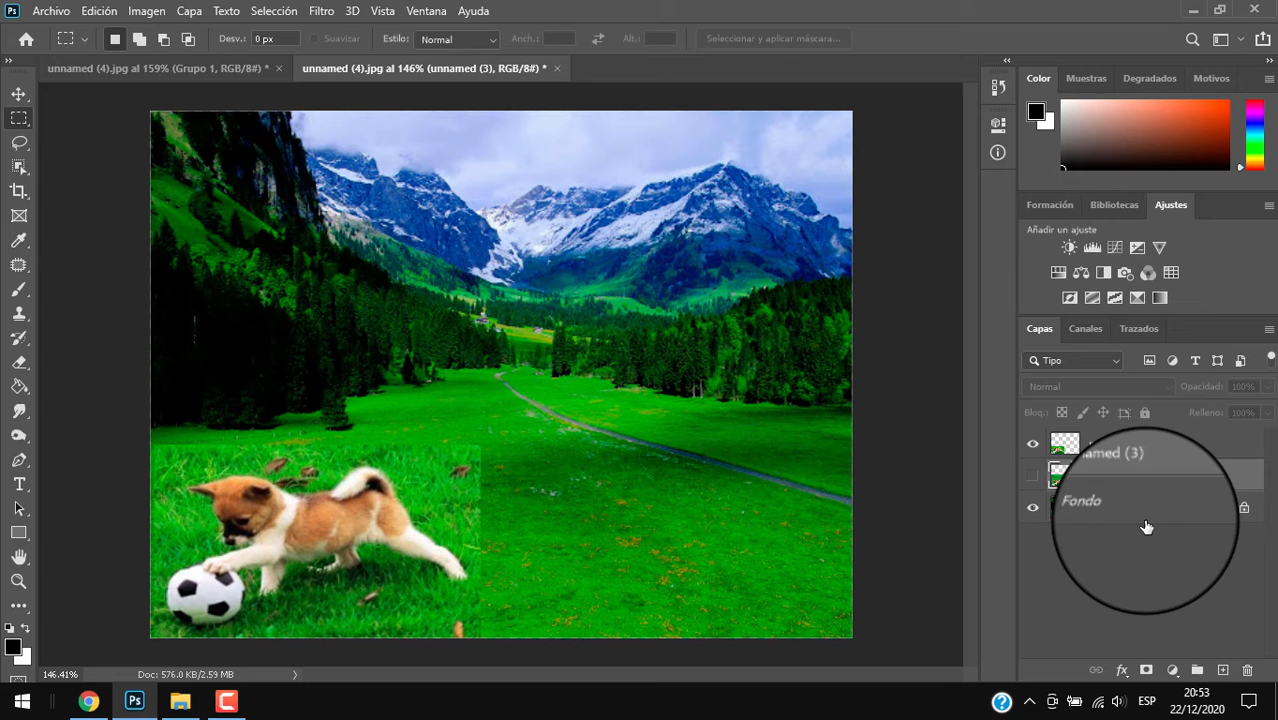 Ps Archivo Edición Imagen Capa Texto Selección Filtro 3D Vista Ventana Ayuda
Desv.: 0 px Suavizar Estilo: Normal Anch.: Alt.: Seleccionar y aplicar máscara...
unnamed (4).jpg al 159% (Grupo 1, RGB/8#) * × unnamed (4).jpg al 146% (unnamed (3), RGB/8#) * ×
Color Muestras Degradados Motivos
Formación Bibliotecas Ajustes
Añadir un ajuste
Capas Canales Trazados
Tipo
Normal Opacidad: 100%
Bloq.: Relleno: 100%
(3)
Fondo
146.41% Doc: 576.0 KB/2.59 MB
Ps ESP 20:53
22/12/2020